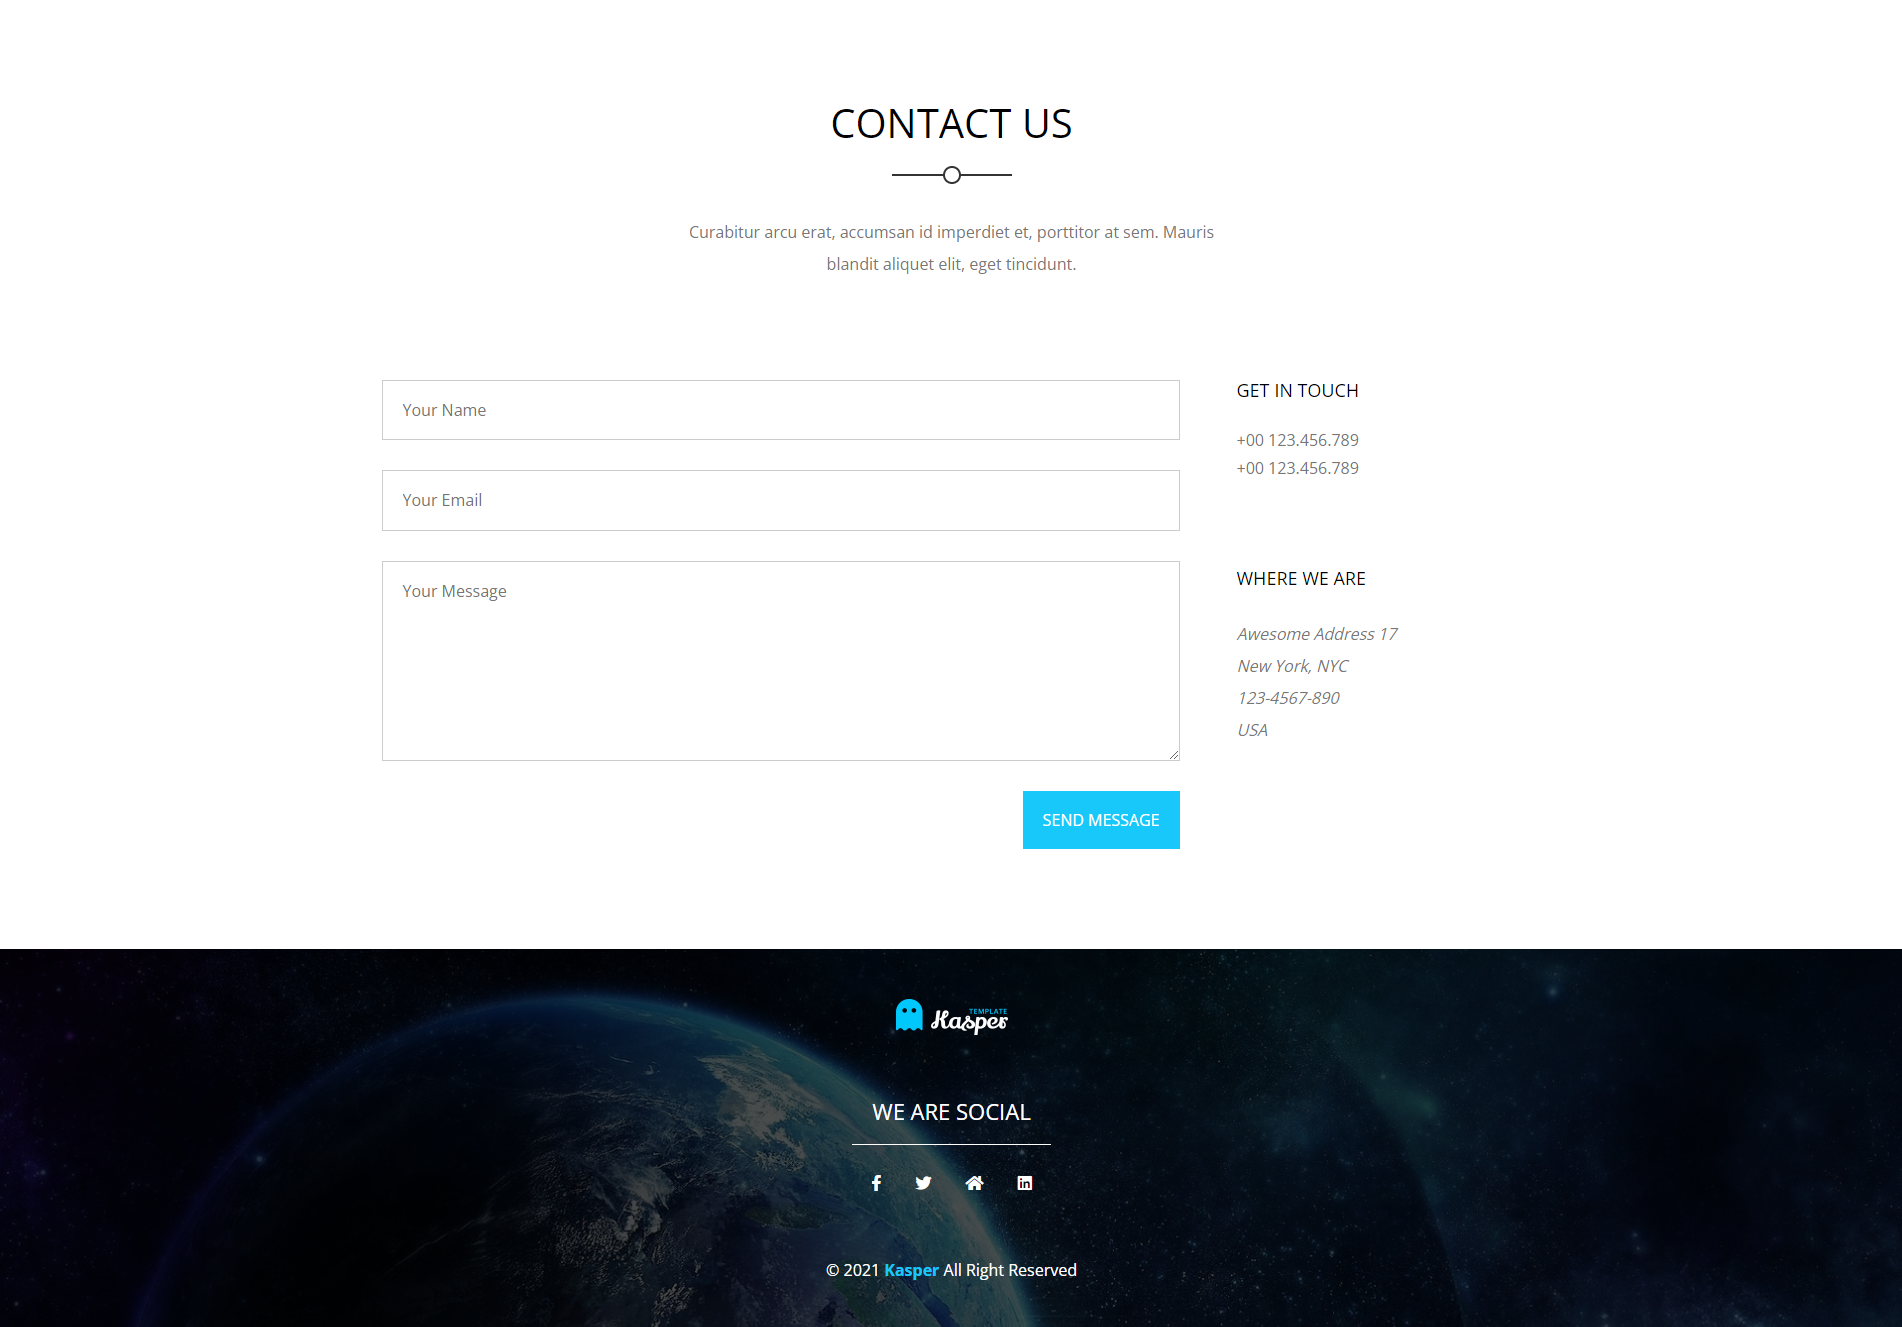 CONTACT US
Curabitur arcu erat, accumsan id imperdiet et, porttitor at sem. Mauris
blandit aliquet elit, eget tincidunt.
Your Name
Your Email
Your Message
SEND MESSAGE
GET IN TOUCH
+00 123.456.789
+00 123.456.789
WHERE WE ARE
Awesome Address 17
New York, NYC
123-4567-890
USA
TEMPLATE
Kasper
WE ARE SOCIAL
© 2021 Kasper All Right Reserved